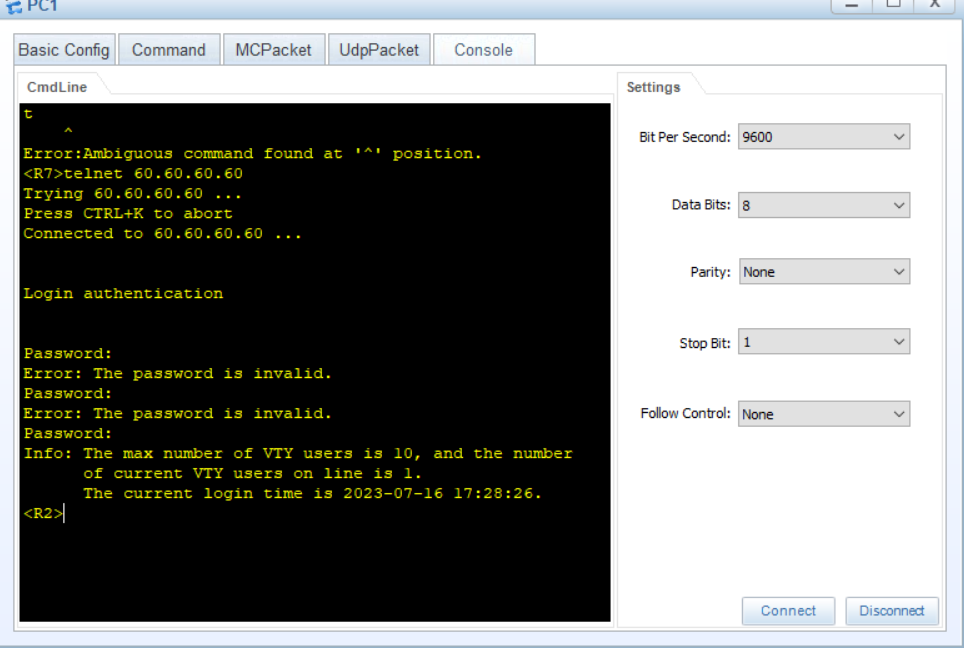 PC1
Basic Config Command MCPacket UdpPacket Console
CmdLine
t
^
Error:Ambiguous command found at '^' position.
<R7>telnet 60.60.60.60
Trying 60.60.60.60 ...
Press CTRL+K to abort
Connected to 60.60.60.60 ...
Login authentication
Password:
Error: The password is invalid.
Password:
Error: The password is invalid.
Password:
Info: The max number of VTY users is 10, and the number
of current VTY users on line is 1.
The current login time is 2023-07-16 17:28:26.
<R2>
Settings
Bit Per Second: 9600
Data Bits: 8
Parity: None
Stop Bit: 1
Follow Control: None
Connect Disconnect